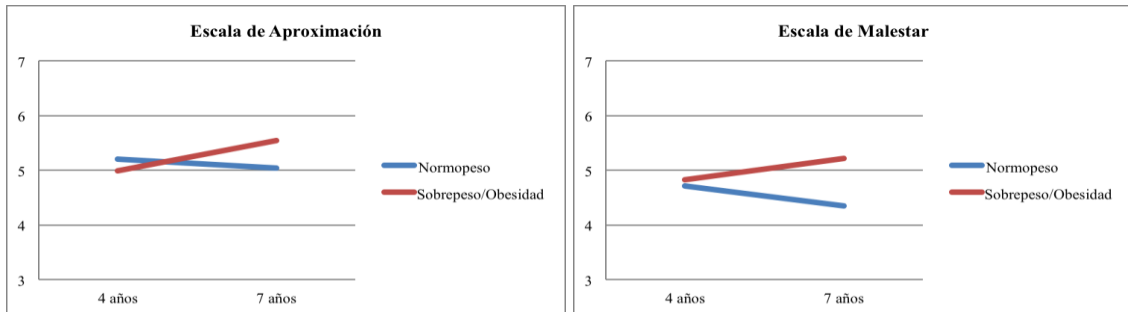 Escala de Aproximación
7
6
5
4
3
4 años
7 años
Normopeso
Sobrepeso/Obesidad
Escala de Malestar
7
6
5
4
3
4 años
7 años
Normopeso
Sobrepeso/Obesidad